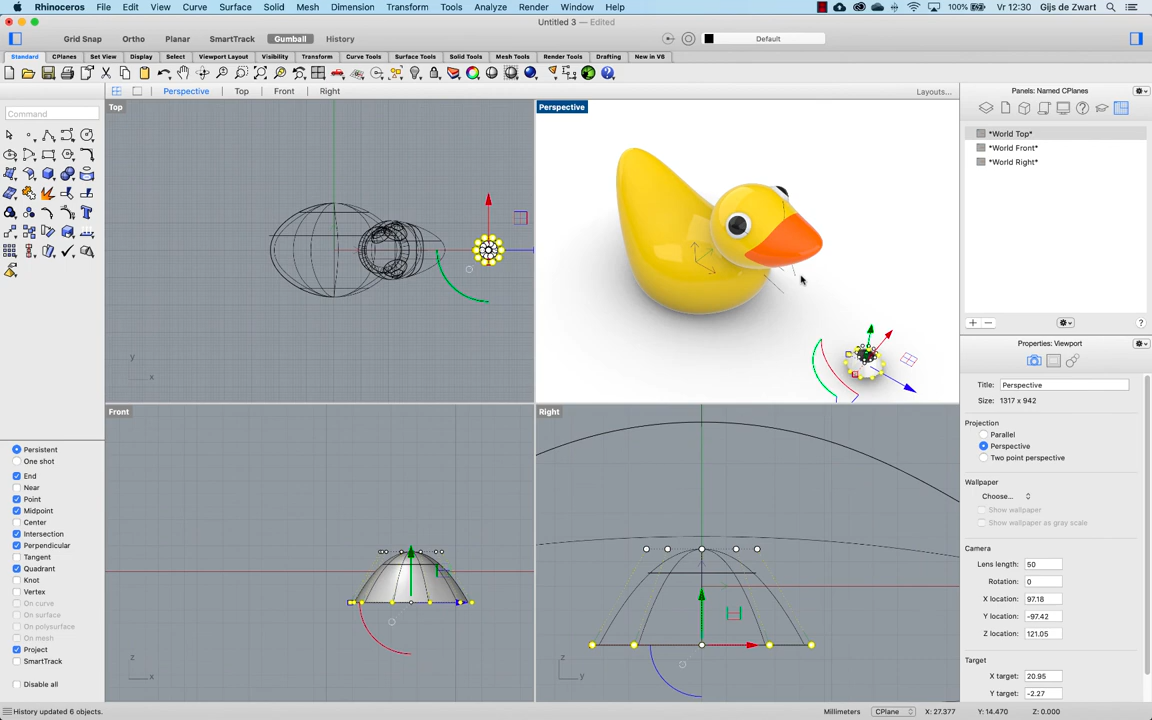 Rhinoceros File Edit View Curve Surface Solid Mesh Dimension Transform Tools Analyze Render Window Help 100% Vr 12:30 Gijs de Zwart
Untitled 3 — Edited
Grid Snap Ortho Planar SmartTrack Gumball History Default
Standard CPlanes Set View Display Select Viewport Layout Visibility Transform Curve Tools Surface Tools Solid Tools Mesh Tools Render Tools Drafting New in V6
Perspective Top Front Right Layouts...
Panels: Named CPlanes
Command
Top
Perspective
*World Top*
*World Front*
*World Right*
y
x
Properties: Viewport
Title: Perspective
Size: 1317 x 942
Projection
Parallel
Perspective
Two point perspective
Wallpaper
Choose...
Show wallpaper
Show wallpaper as gray scale
Camera
Lens length: 50
Rotation: 0
X location: 97.18
Y location: -97.42
Z location: 121.05
Target
X target: 20.95
Y target: -2.27
Front
Right
z
x
z
y
Persistent
One shot
End
Near
Point
Midpoint
Center
Intersection
Perpendicular
Tangent
Quadrant
Knot
Vertex
On curve
On surface
On polysurface
On mesh
Project
SmartTrack
Disable all
History updated 6 objects.
Millimeters CPlane X: 27.377 Y: 14.470 Z: 0.000